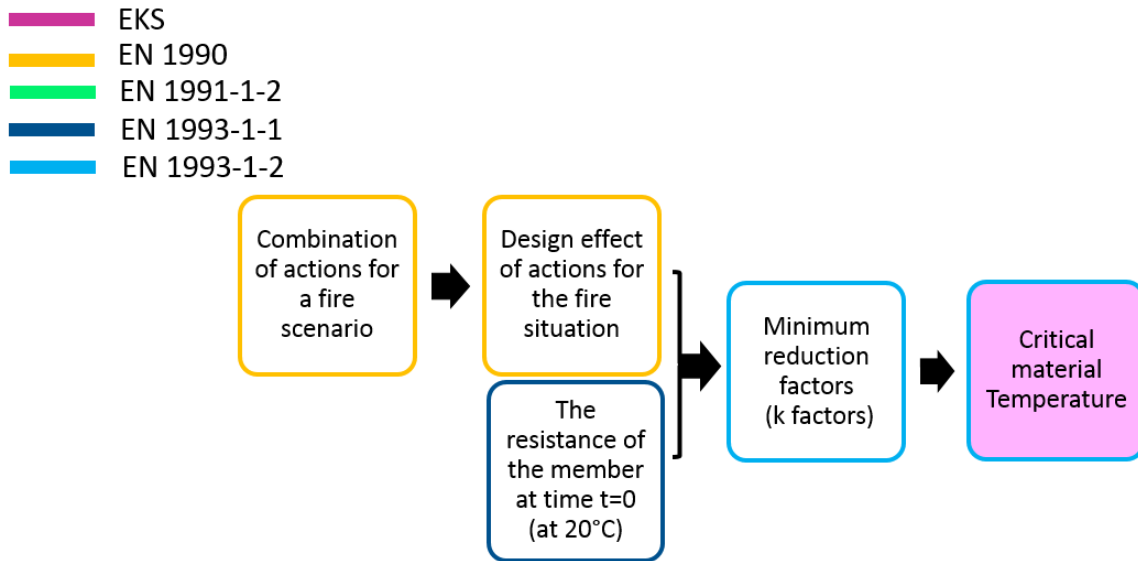 EKS
EN 1990
EN 1991-1-2
EN 1993-1-1
EN 1993-1-2
Combination
of actions for
a fire
scenario
Design effect
of actions for
the fire
situation
The
resistance of
the member
at time t=0
(at 20°C)
Minimum
reduction
factors
(k factors)
Critical
material
Temperature